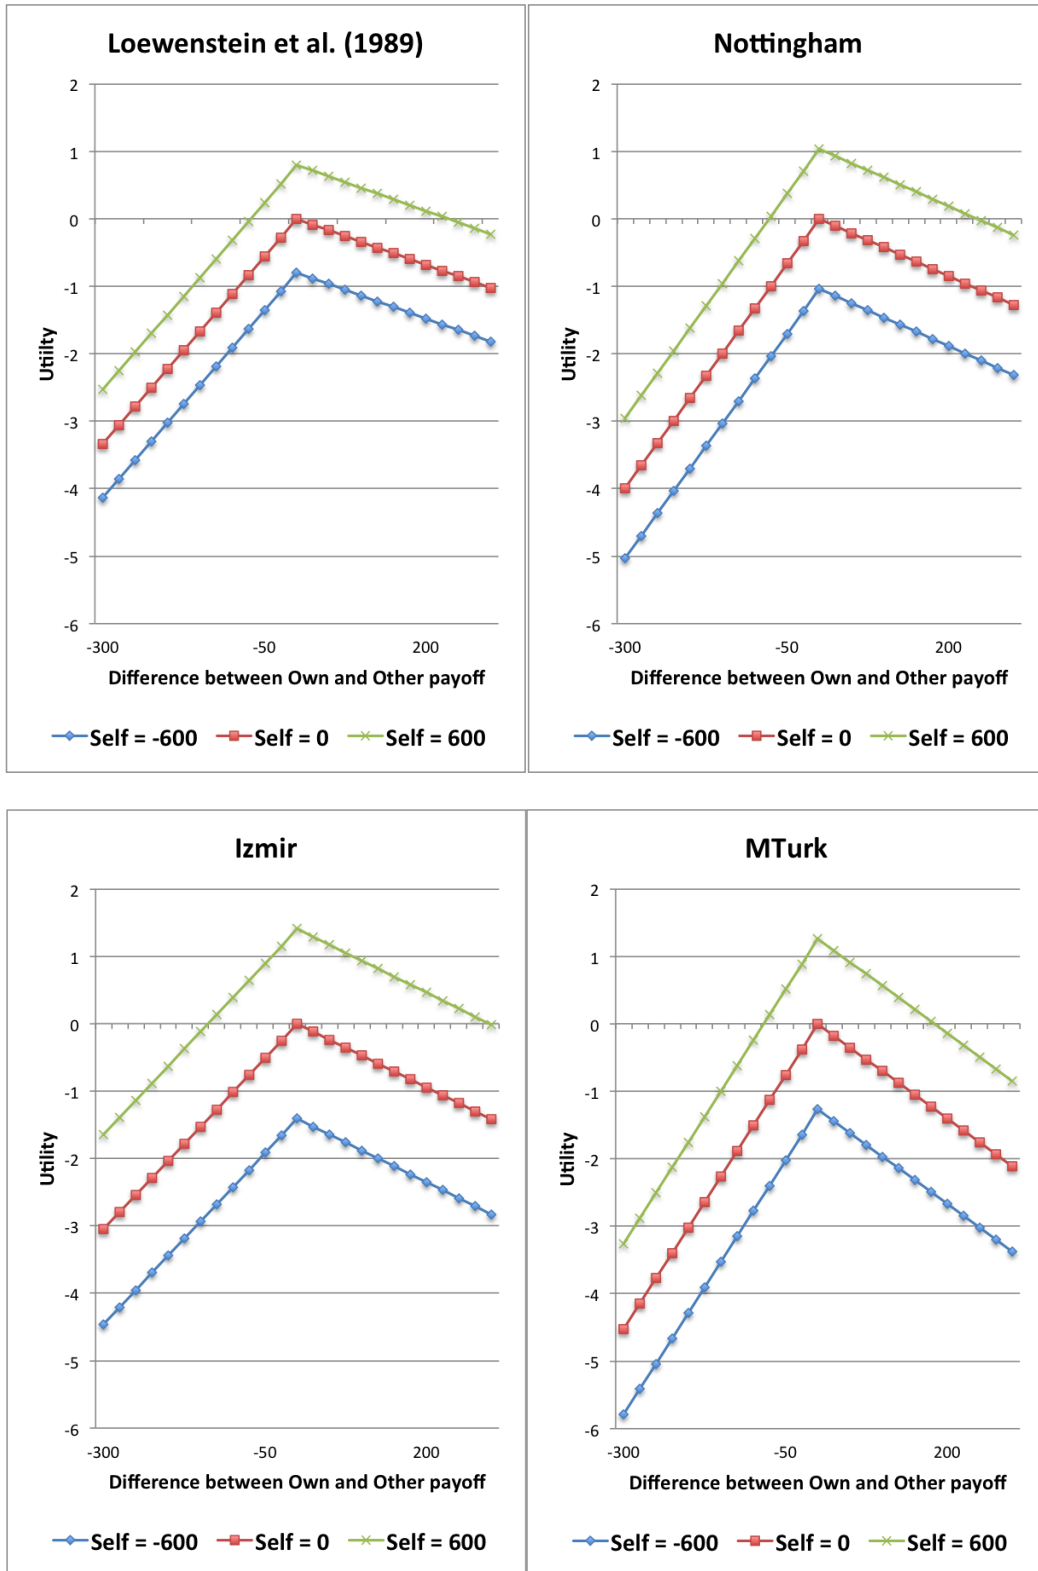 Loewenstein et al. (1989)
2
1
0
-1
-2
-3
-4
-5
-6
Utility
-300 -50 200
Difference between Own and Other payoff
Self = -600 Self = 0 Self = 600
Nottingham
2
1
0
-1
-2
-3
-4
-5
-6
Utility
-300 -50 200
Difference between Own and Other payoff
Self = -600 Self = 0 Self = 600
Izmir
2
1
0
-1
-2
-3
-4
-5
-6
Utility
-300 -50 200
Difference between Own and Other payoff
Self = -600 Self = 0 Self = 600
MTurk
2
1
0
-1
-2
-3
-4
-5
-6
Utility
-300 -50 200
Difference between Own and Other payoff
Self = -600 Self = 0 Self = 600